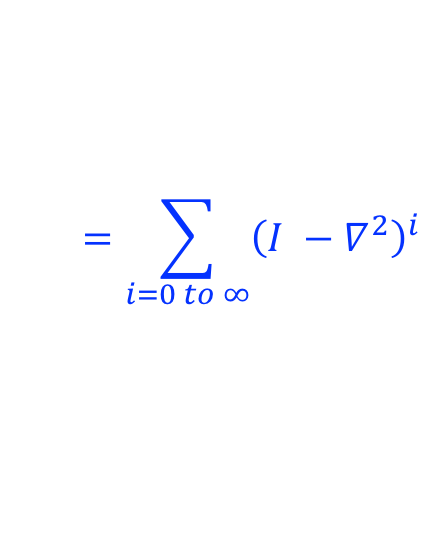 = ∑ (I − ∇²)ⁱ
i=0 to ∞